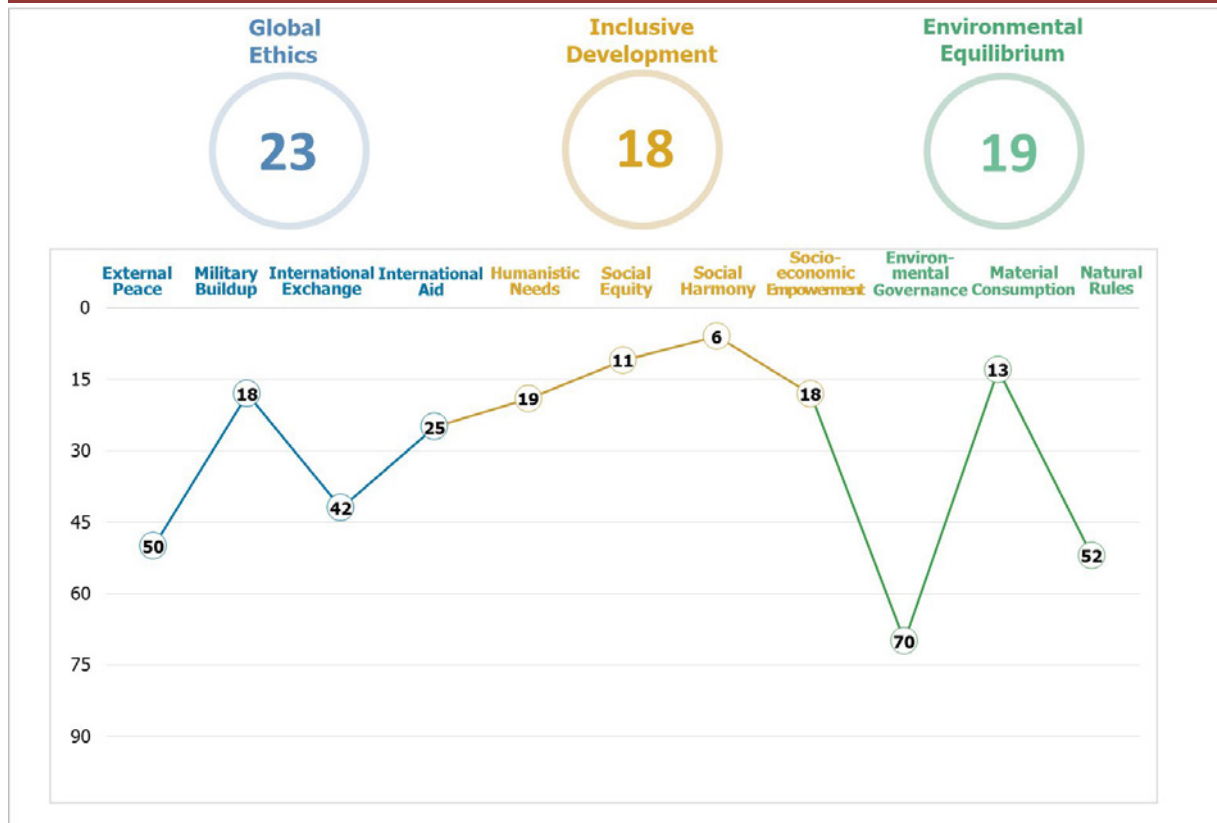 Global
Ethics
23
Inclusive
Development
18
Environmental
Equilibrium
19
External
Peace
Military
Buildup
International
Exchange
International
Aid
Humanistic
Needs
Social
Equity
Social
Harmony
Socio-
economic
Empowerment
Environ-
mental
Governance
Material
Consumption
Natural
Rules
0
15
30
45
60
75
90
50
18
42
25
19
11
6
18
70
13
52